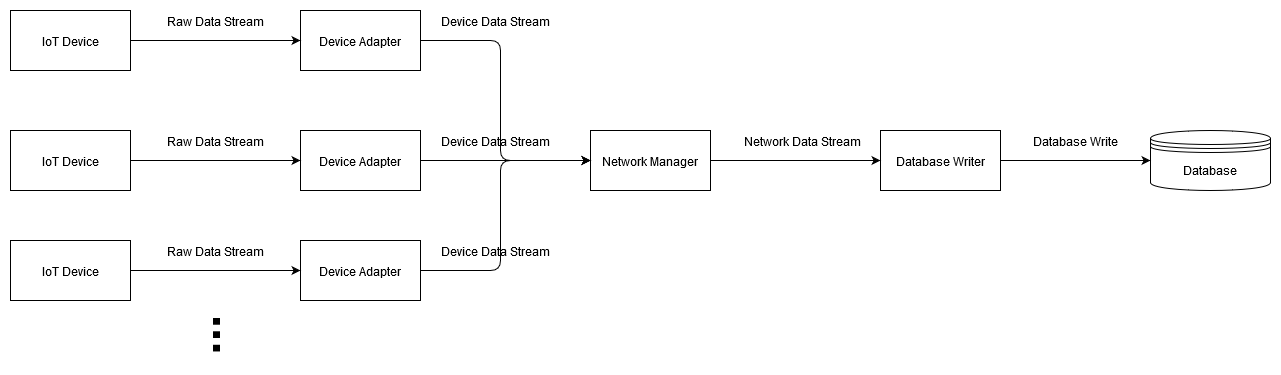 Raw Data Stream
Device Data Stream
IoT Device
Device Adapter
Raw Data Stream
Device Data Stream
Network Data Stream
Database Write
IoT Device
Device Adapter
Network Manager
Database Writer
Database
Raw Data Stream
Device Data Stream
IoT Device
Device Adapter